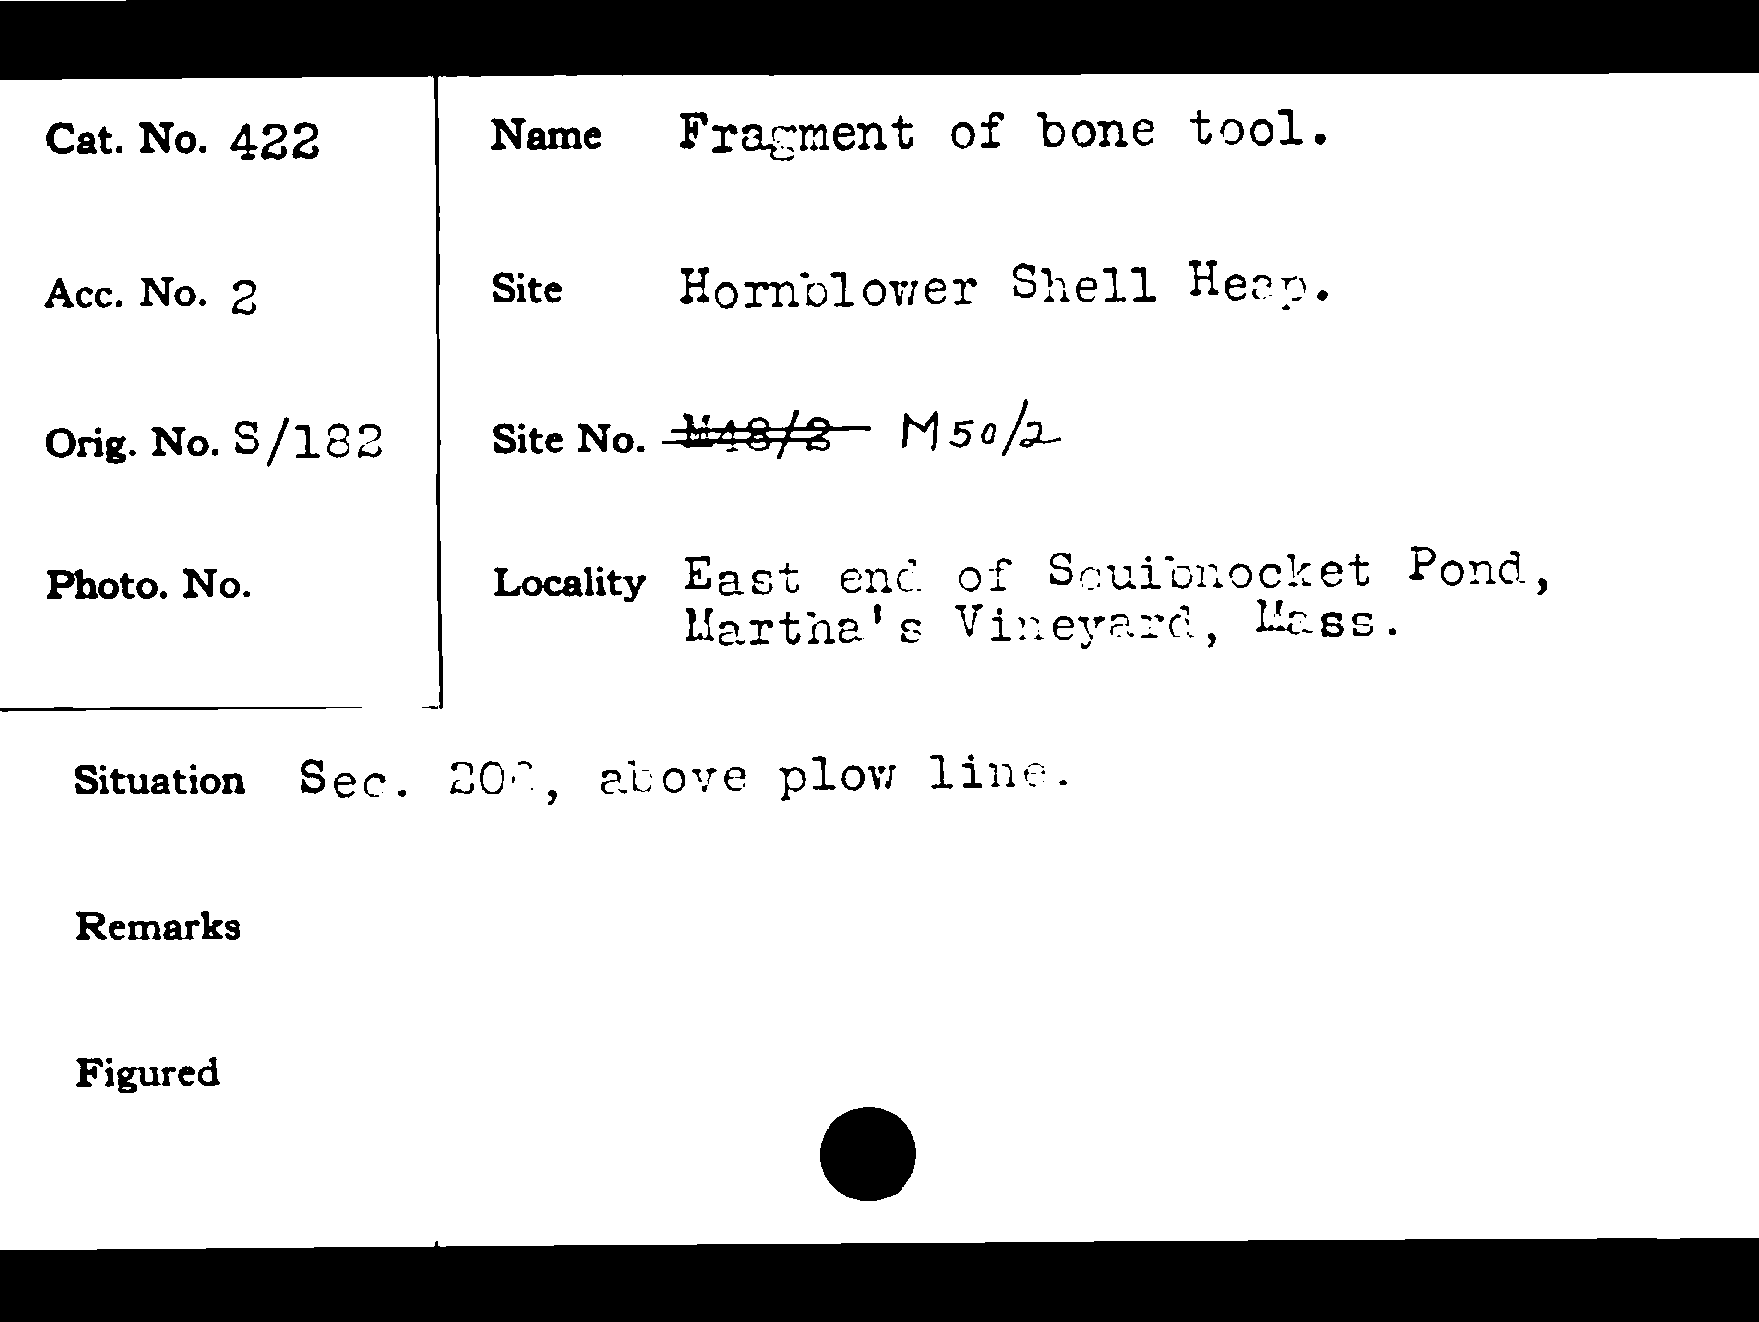 Cat. No. 422
Name Fragment of bone tool.
Acc. No. 2
Site Hornblower Shell Heap.
Orig. No. S/182
Site No. M48/2 M50/2
Photo. No.
Locality East end of Squibnocket Pond,
Martha's Vineyard, Mass.
Situation Sec. above plow line.
Remarks
Figured